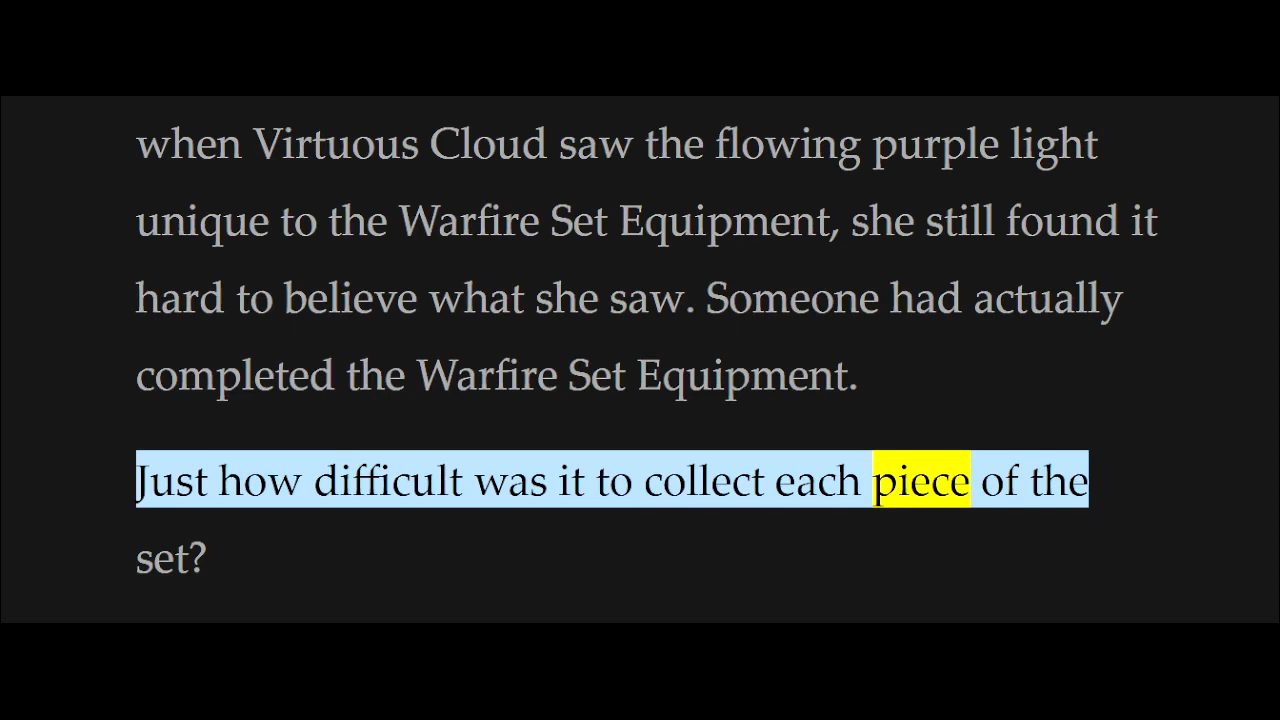 when Virtuous Cloud saw the flowing purple light
unique to the Warfire Set Equipment, she still found it
hard to believe what she saw. Someone had actually
completed the Warfire Set Equipment.
Just how difficult was it to collect each piece of the
set?